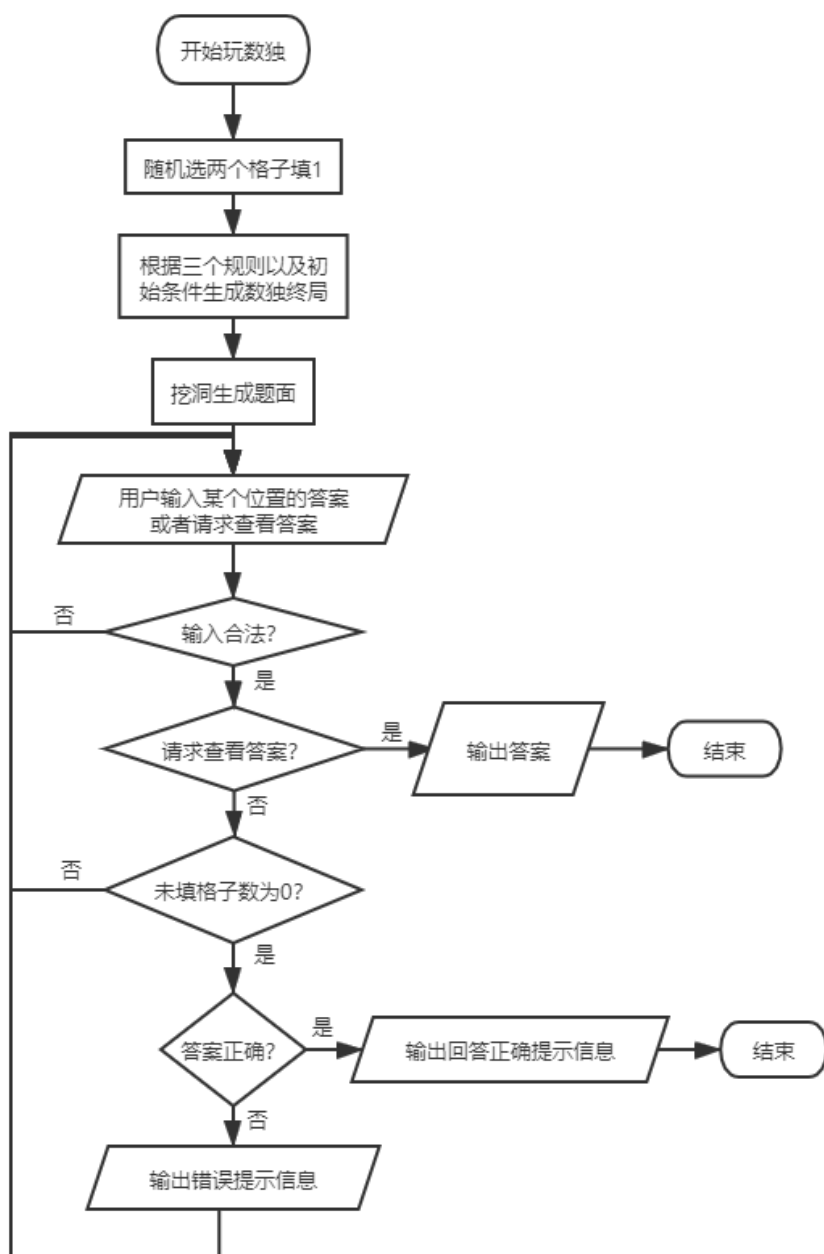 开始玩数独
随机选两个格子填1
根据三个规则以及初
始条件生成数独终局
挖洞生成题面
用户输入某个位置的答案
或者请求查看答案
否
输入合法?
是
请求查看答案?
是
输出答案
结束
否
否
未填格子数为0?
是
答案正确?
是
输出回答正确提示信息
结束
否
输出错误提示信息